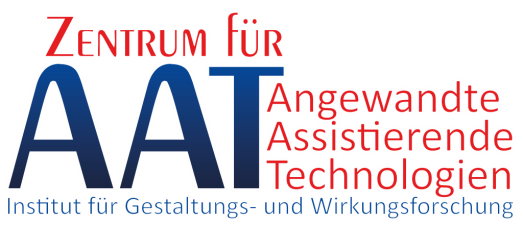 Zentrum für
AAT
Angewandte
Assistierende
Technologien
Institut für Gestaltungs- und Wirkungsforschung